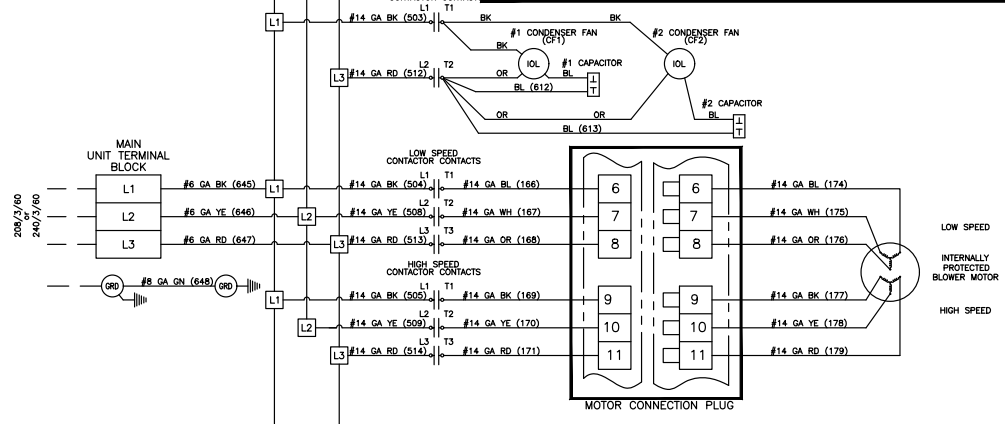 L1 T1
L1 #14 GA BK (503) BK BK
#1 CONDENSER FAN
(CF1)
#2 CONDENSER FAN
(CF2)
BK
L2 T2
IOL
#1 CAPACITOR
IOL
L3 #14 GA RD (512) OR BL
BL (612)
#2 CAPACITOR
OR OR BL
BL (613)
MAIN
UNIT TERMINAL
BLOCK
LOW SPEED
CONTACTOR CONTACTS
208/3/60
or
240/3/60
L1 T1
L1 #6 GA BK (645) L1 #14 GA BK (504) #14 GA BL (166) 6 6 #14 GA BL (174)
L2 T2
L2 #6 GA YE (646) L2 #14 GA YE (508) #14 GA WH (167) 7 7 #14 GA WH (175)
LOW SPEED
L3 T3
L3 #6 GA RD (647) L3 #14 GA RD (513) #14 GA OR (168) 8 8 #14 GA OR (176)
INTERNALLY
PROTECTED
BLOWER MOTOR
HIGH SPEED
CONTACTOR CONTACTS
GRD #8 GA GN (648) GRD
L1 T1
L1 #14 GA BK (505) #14 GA BK (169) 9 9 #14 GA BK (177)
HIGH SPEED
L2 T2
L2 #14 GA YE (509) #14 GA YE (170) 10 10 #14 GA YE (178)
L3 T3
L3 #14 GA RD (514) #14 GA RD (171) 11 11 #14 GA RD (179)
MOTOR CONNECTION PLUG